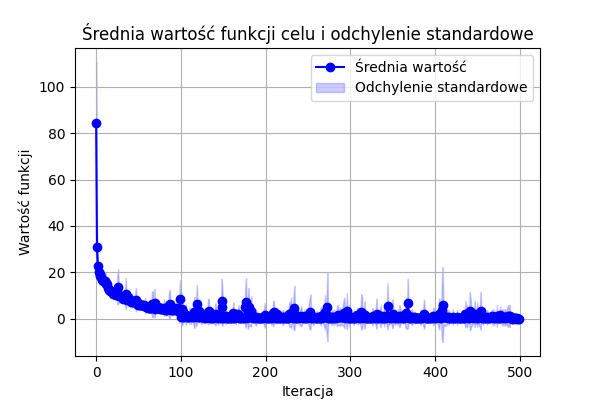 Średnia wartość funkcji celu i odchylenie standardowe
Średnia wartość
Odchylenie standardowe
Wartość funkcji
100
80
60
40
20
0
0 100 200 300 400 500
Iteracja